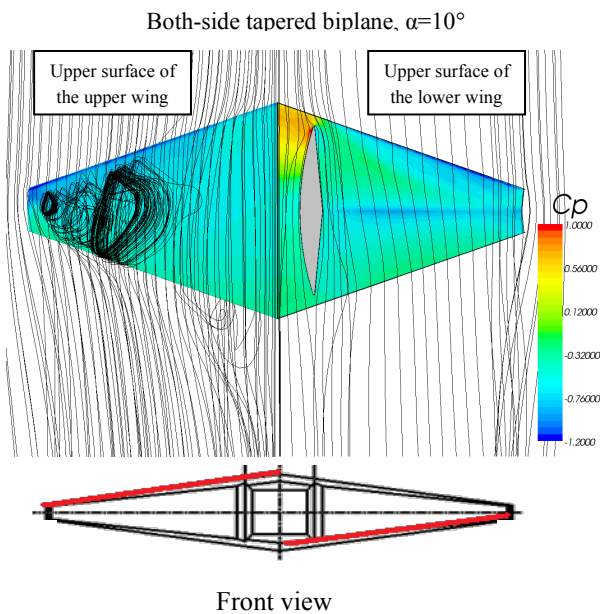 Both-side tapered biplane, α=10°
Upper surface of
the upper wing
Upper surface of
the lower wing
Cp
1.0000
0.56000
0.12000
-0.32000
-0.76000
-1.2000
Front view